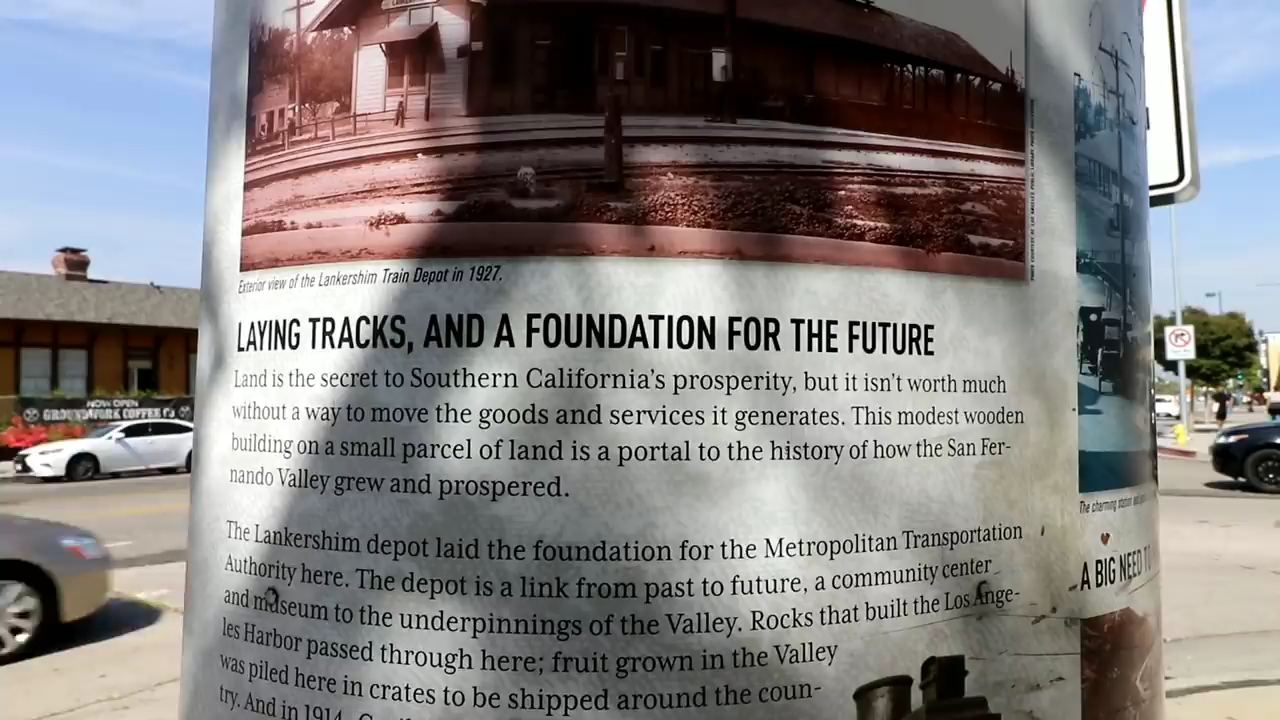 Exterior view of the Lankershim Train Depot in 1927.
LAYING TRACKS, AND A FOUNDATION FOR THE FUTURE
Land is the secret to Southern California's prosperity, but it isn't worth much
without a way to move the goods and services it generates. This modest wooden
building on a small parcel of land is a portal to the history of how the San Fer-
nando Valley grew and prospered.
The Lankershim depot laid the foundation for the Metropolitan Transportation
Authority here. The depot is a link from past to future, a community center
and museum to the underpinnings of the Valley. Rocks that built the Los Ange-
les Harbor passed through here; fruit grown in the Valley
was piled here in crates to be shipped around the coun-
try. And in 1914,
The charming station
A BIG NEED
NOW OPEN
GROUNDWORK COFFEE CO